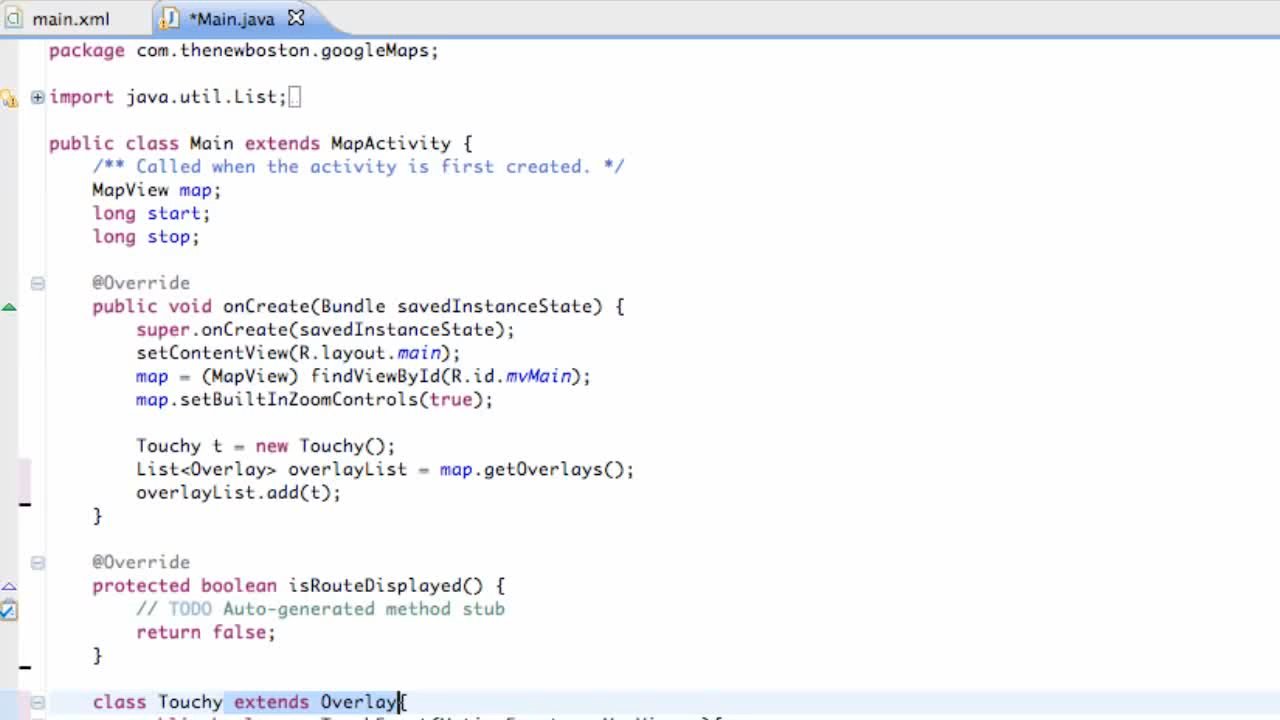 main.xml *Main.java
package com.thenewboston.googleMaps;
import java.util.List;
public class Main extends MapActivity {
/** Called when the activity is first created. */
MapView map;
long start;
long stop;
@Override
public void onCreate(Bundle savedInstanceState) {
super.onCreate(savedInstanceState);
setContentView(R.layout.main);
map = (MapView) findViewById(R.id.mvMain);
map.setBuiltInZoomControls(true);
Touchy t = new Touchy();
List<Overlay> overlayList = map.getOverlays();
overlayList.add(t);
}
@Override
protected boolean isRouteDisplayed() {
// TODO Auto-generated method stub
return false;
}
class Touchy extends Overlay{